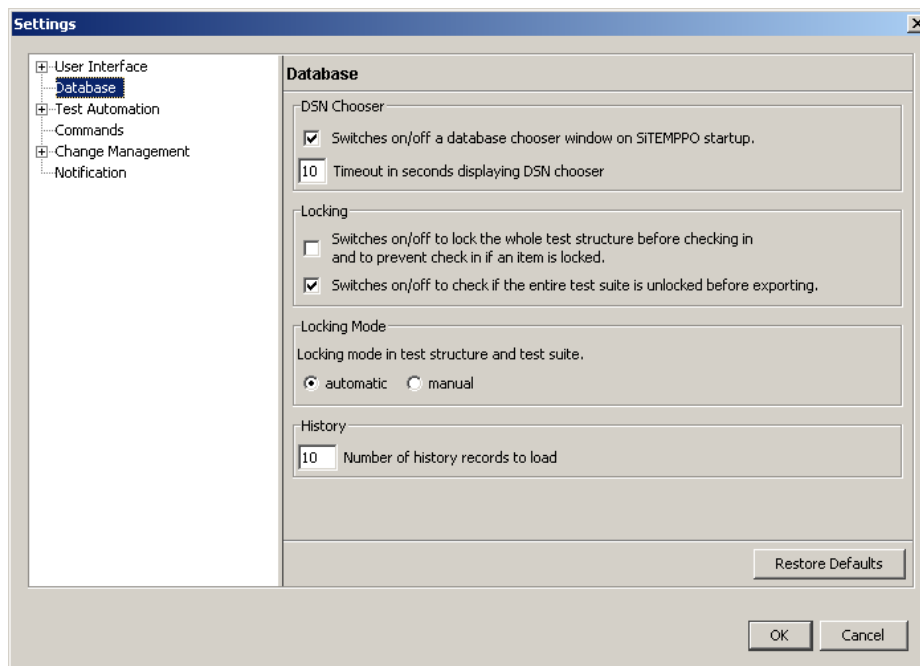 Settings
User Interface
Database
Test Automation
Commands
Change Management
Notification
Database
DSN Chooser
Switches on/off a database chooser window on SiTEMPPO startup.
10 Timeout in seconds displaying DSN chooser
Locking
Switches on/off to lock the whole test structure before checking in
and to prevent check in if an item is locked.
Switches on/off to check if the entire test suite is unlocked before exporting.
Locking Mode
Locking mode in test structure and test suite.
automatic manual
History
10 Number of history records to load
Restore Defaults
OK Cancel